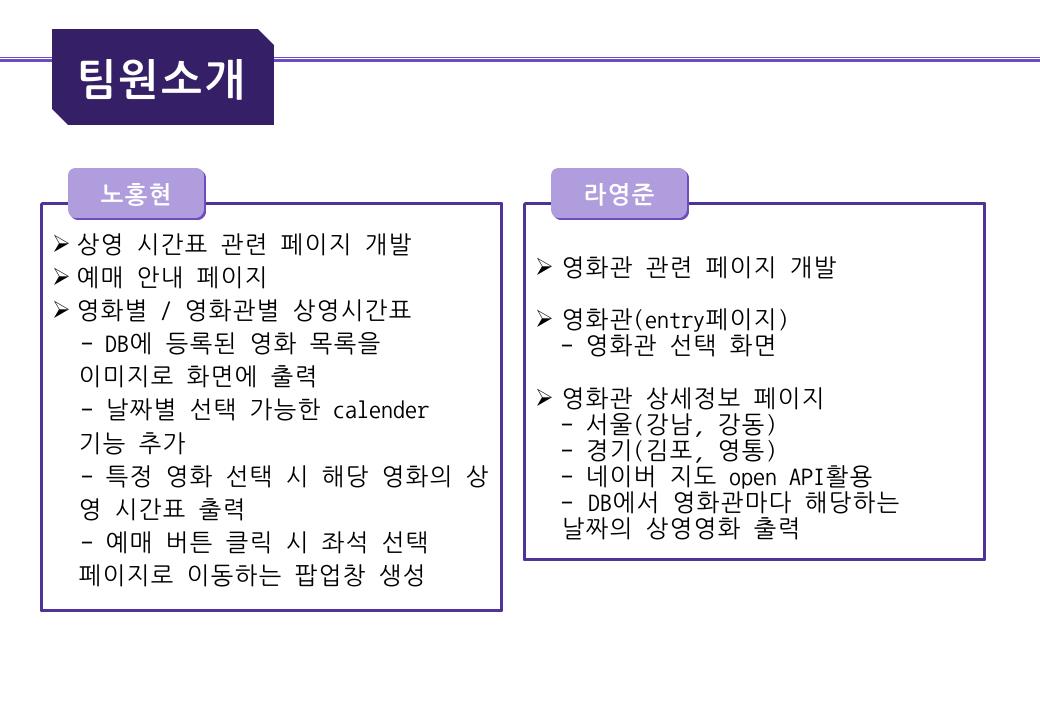 팀원소개
노홍현
➢ 상영 시간표 관련 페이지 개발
➢ 예매 안내 페이지
➢ 영화별 / 영화관별 상영시간표
- DB에 등록된 영화 목록을
이미지로 화면에 출력
- 날짜별 선택 가능한 calender
기능 추가
- 특정 영화 선택 시 해당 영화의 상
영 시간표 출력
- 예매 버튼 클릭 시 좌석 선택
페이지로 이동하는 팝업창 생성
라영준
➢ 영화관 관련 페이지 개발
➢ 영화관(entry페이지)
- 영화관 선택 화면
➢ 영화관 상세정보 페이지
- 서울(강남, 강동)
- 경기(김포, 영통)
- 네이버 지도 open API활용
- DB에서 영화관마다 해당하는
날짜의 상영영화 출력